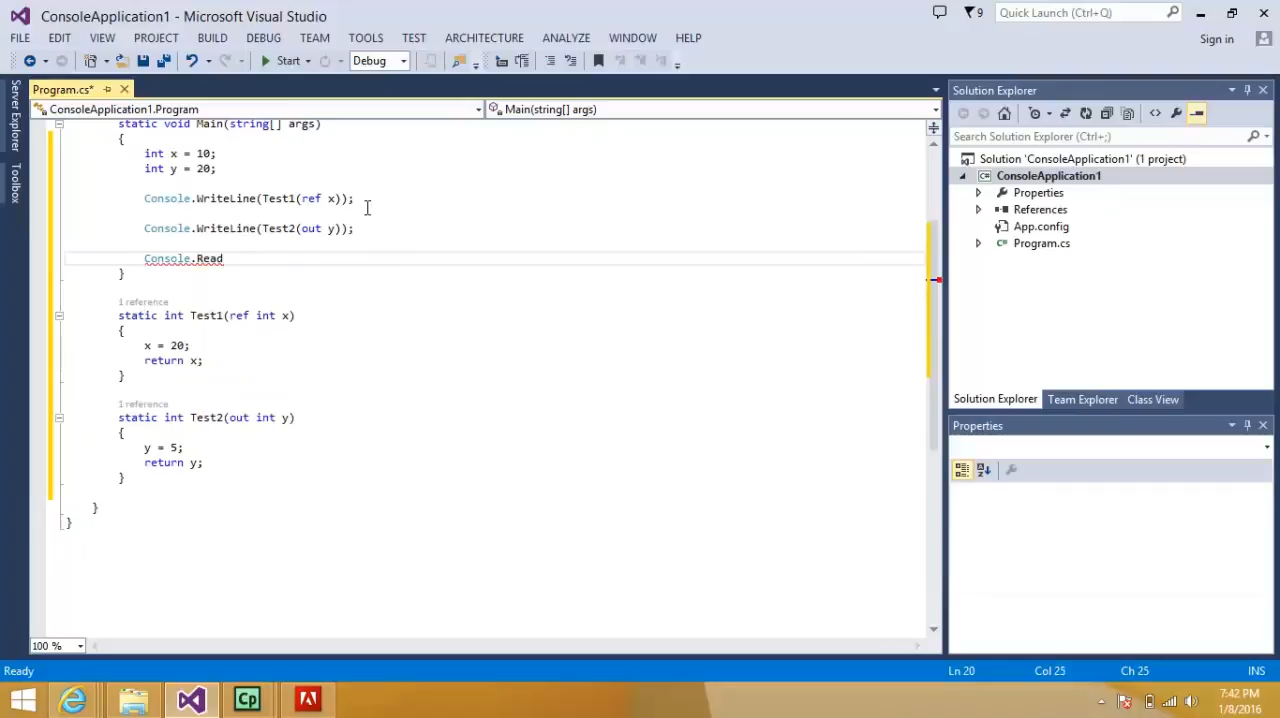 ConsoleApplication1 - Microsoft Visual Studio
9
Quick Launch (Ctrl+Q)
FILE EDIT VIEW PROJECT BUILD DEBUG TEAM TOOLS TEST ARCHITECTURE ANALYZE WINDOW HELP
Sign in
Start
Debug
Server Explorer
Toolbox
Program.cs*
ConsoleApplication1.Program
Main(string[] args)
static void Main(string[] args)
{
int x = 10;
int y = 20;
Console.WriteLine(Test1(ref x));
Console.WriteLine(Test2(out y));
Console.Read
}
1 reference
static int Test1(ref int x)
{
x = 20;
return x;
}
1 reference
static int Test2(out int y)
{
y = 5;
return y;
}
}
}
100 %
Solution Explorer
Search Solution Explorer (Ctrl+;)
Solution 'ConsoleApplication1' (1 project)
C# ConsoleApplication1
Properties
References
App.config
C# Program.cs
Solution Explorer Team Explorer Class View
Properties
Ready
Ln 20
Col 25
Ch 25
INS
Cp
7:42 PM
1/8/2016